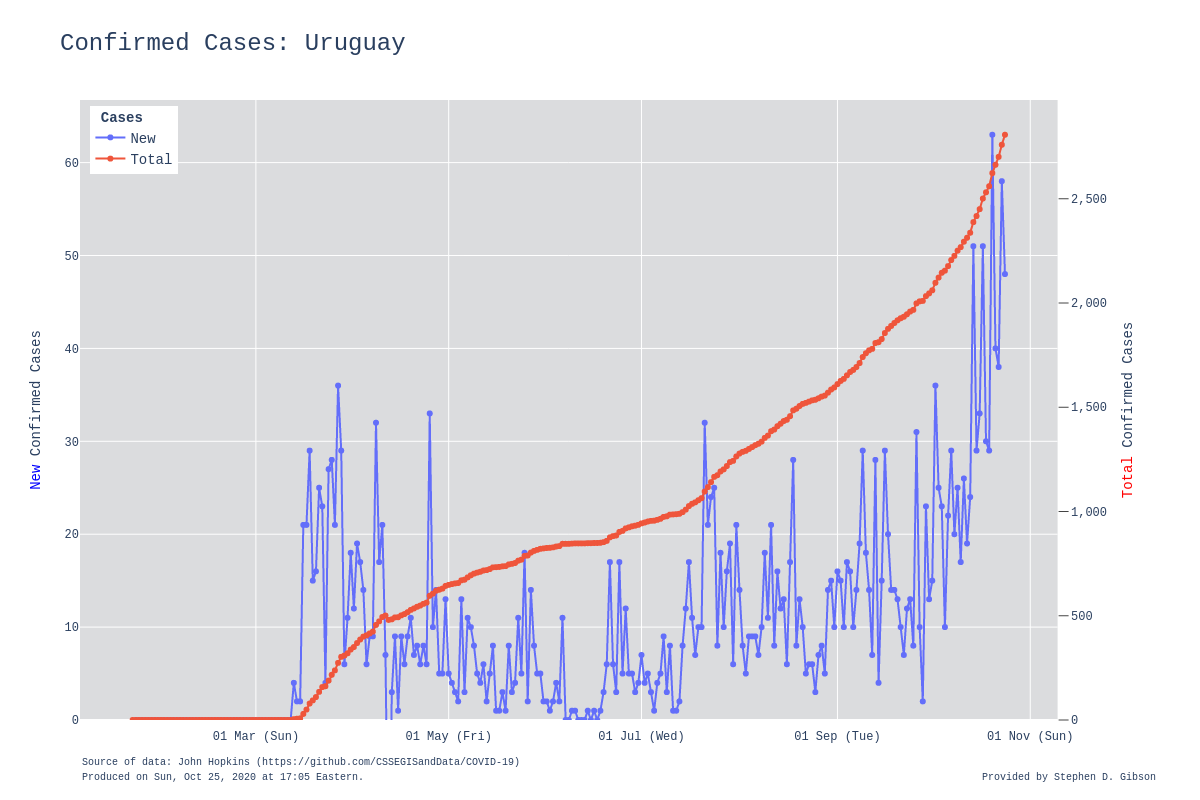 Confirmed Cases: Uruguay
Cases
New
Total
60
50
40
30
20
10
0
New Confirmed Cases
2,500
2,000
1,500
1,000
500
0
Total Confirmed Cases
01 Mar (Sun)
01 May (Fri)
01 Jul (Wed)
01 Sep (Tue)
01 Nov (Sun)
Source of data: John Hopkins (https://github.com/CSSEGISandData/COVID-19)
Produced on Sun, Oct 25, 2020 at 17:05 Eastern.
Provided by Stephen D. Gibson